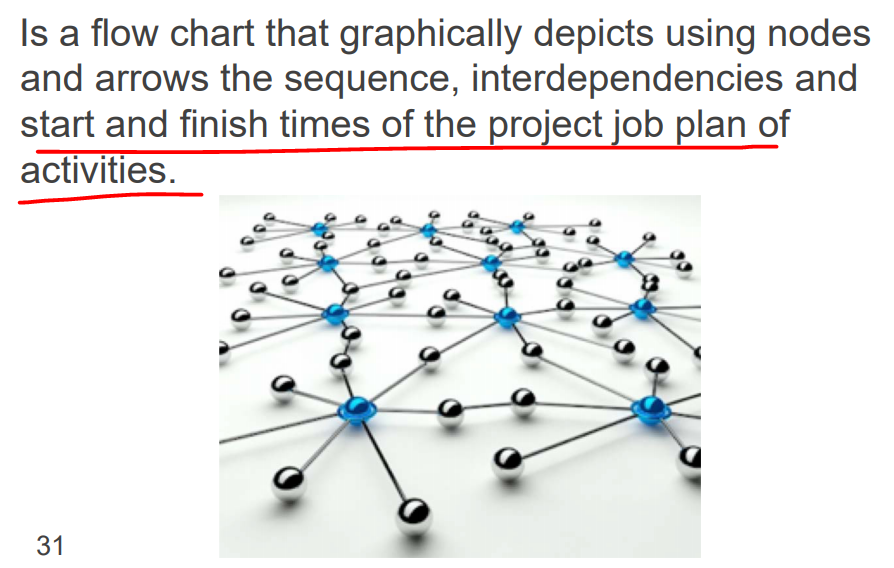 Is a flow chart that graphically depicts using nodes
and arrows the sequence, interdependencies and
start and finish times of the project job plan of
activities.
31